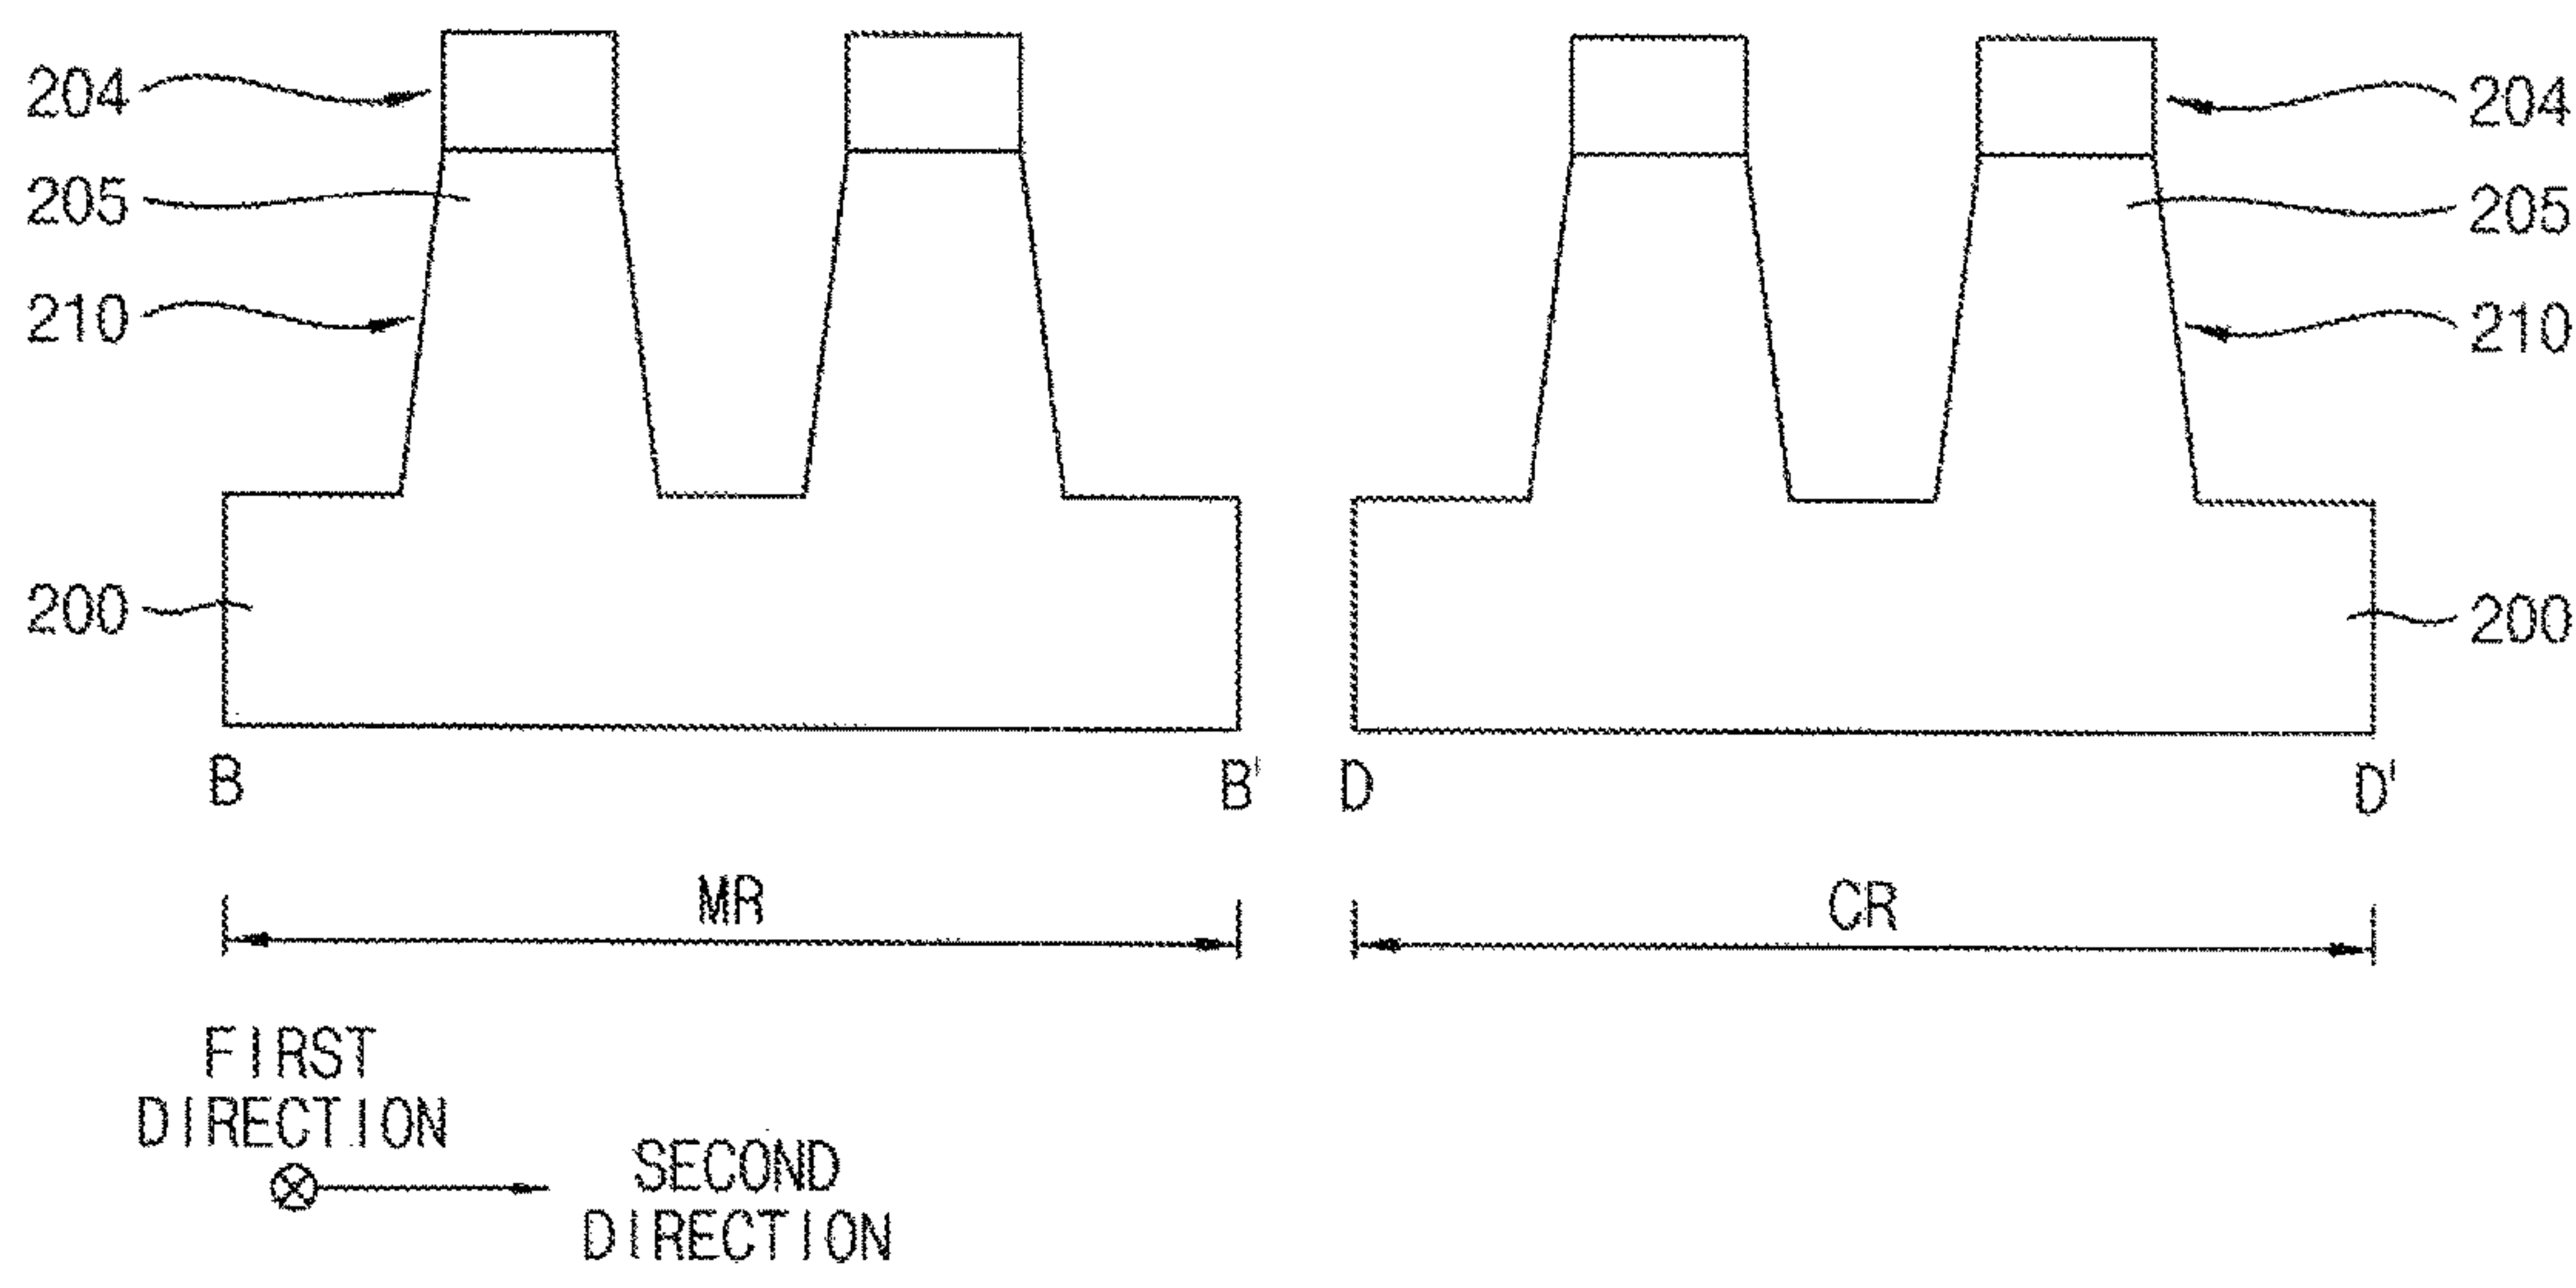 204
204
205
205
210
210
200
200
B
B'
D
D'
MR
CR
FIRST
DIRECTION
SECOND
DIRECTION